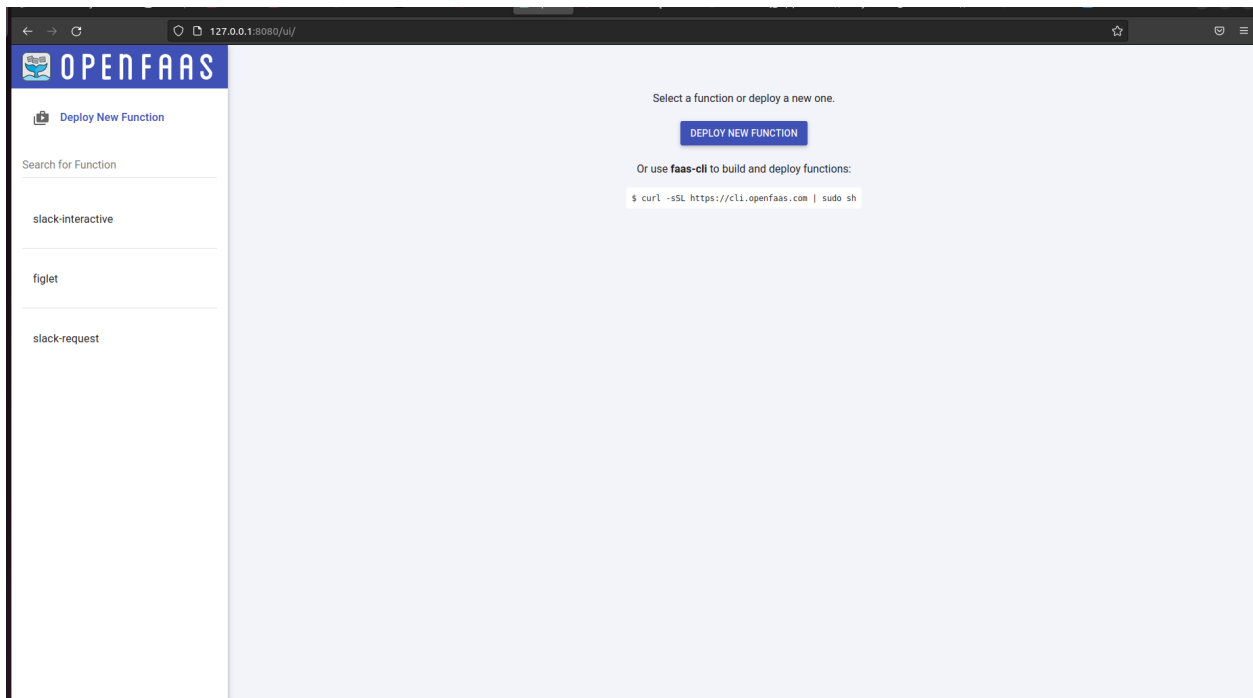 127.0.0.1:8080/ui/
OPENFAAS
Deploy New Function
Search for Function
slack-interactive
figlet
slack-request
Select a function or deploy a new one.
DEPLOY NEW FUNCTION
Or use faas-cli to build and deploy functions:
$ curl -sSL https://cli.openfaas.com | sudo sh